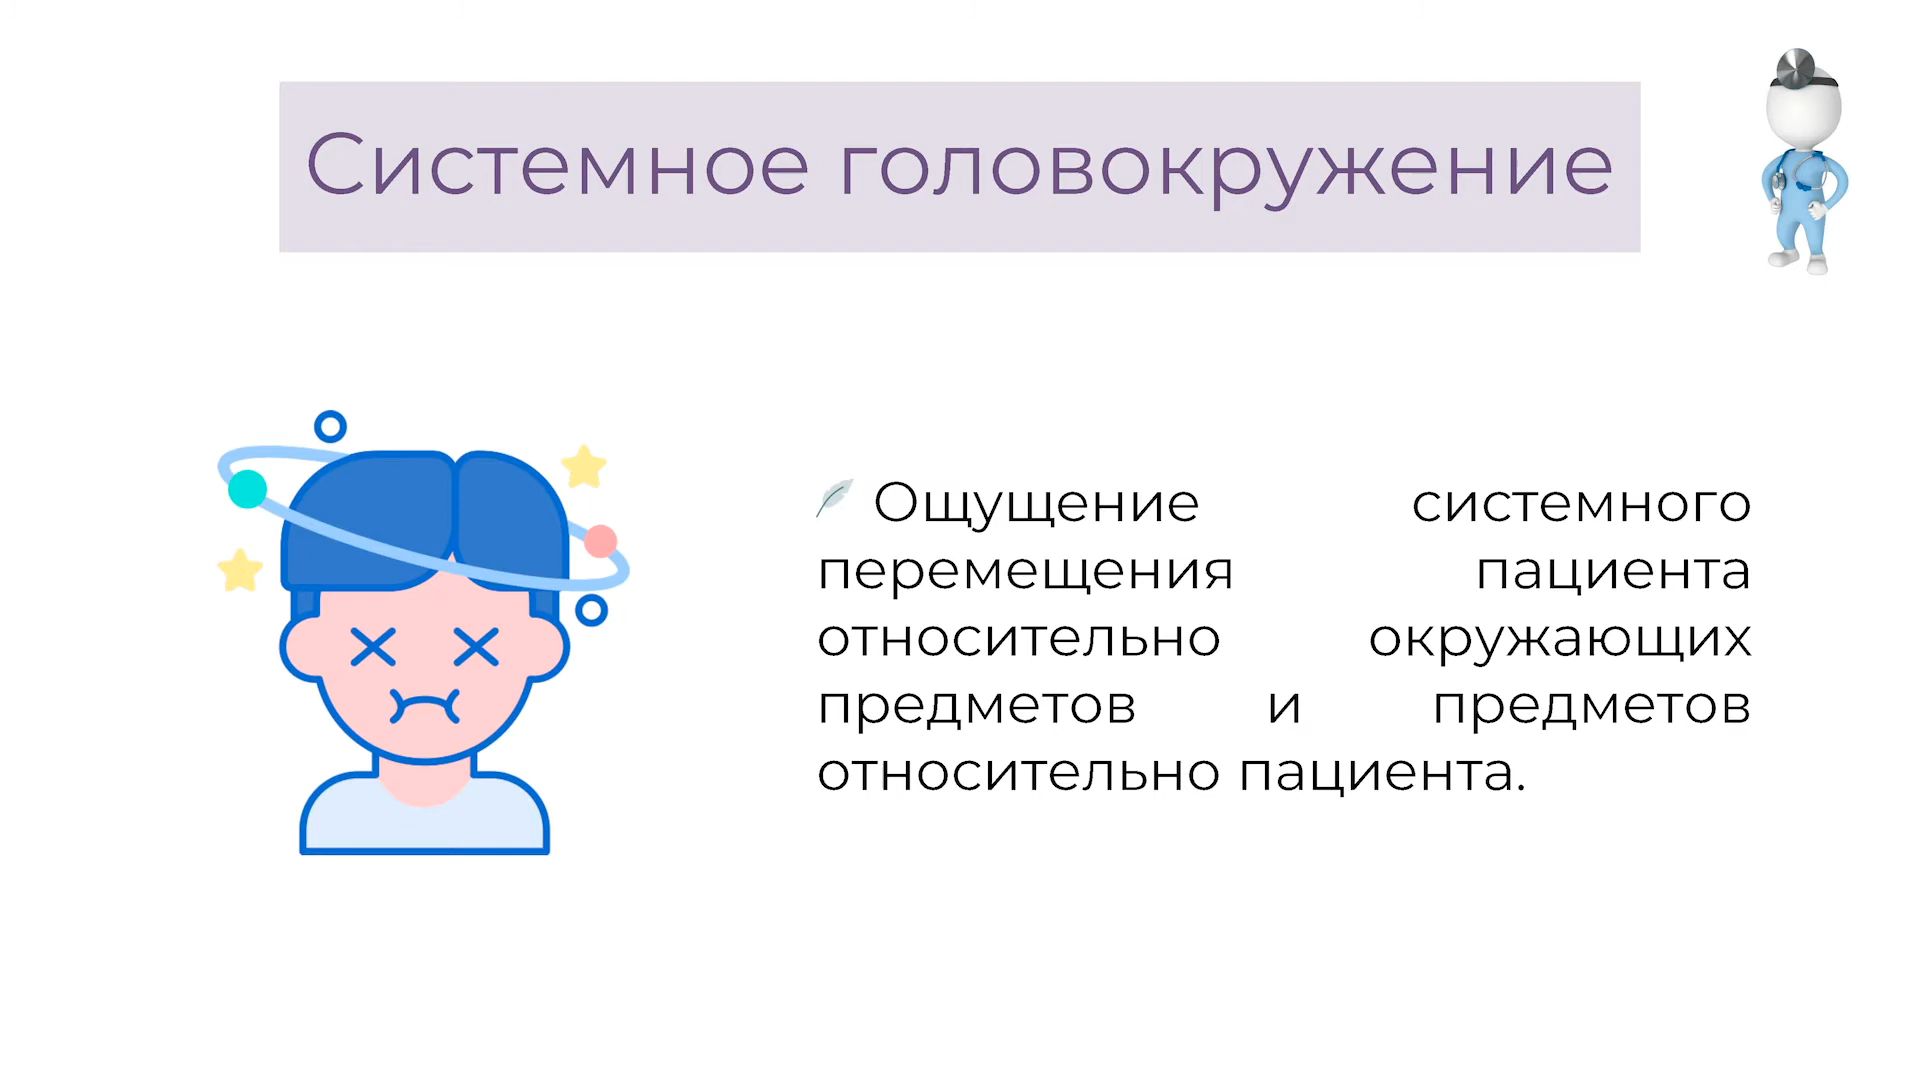 Системное головокружение
Ощущение системного
перемещения пациента
относительно окружающих
предметов и предметов
относительно пациента.